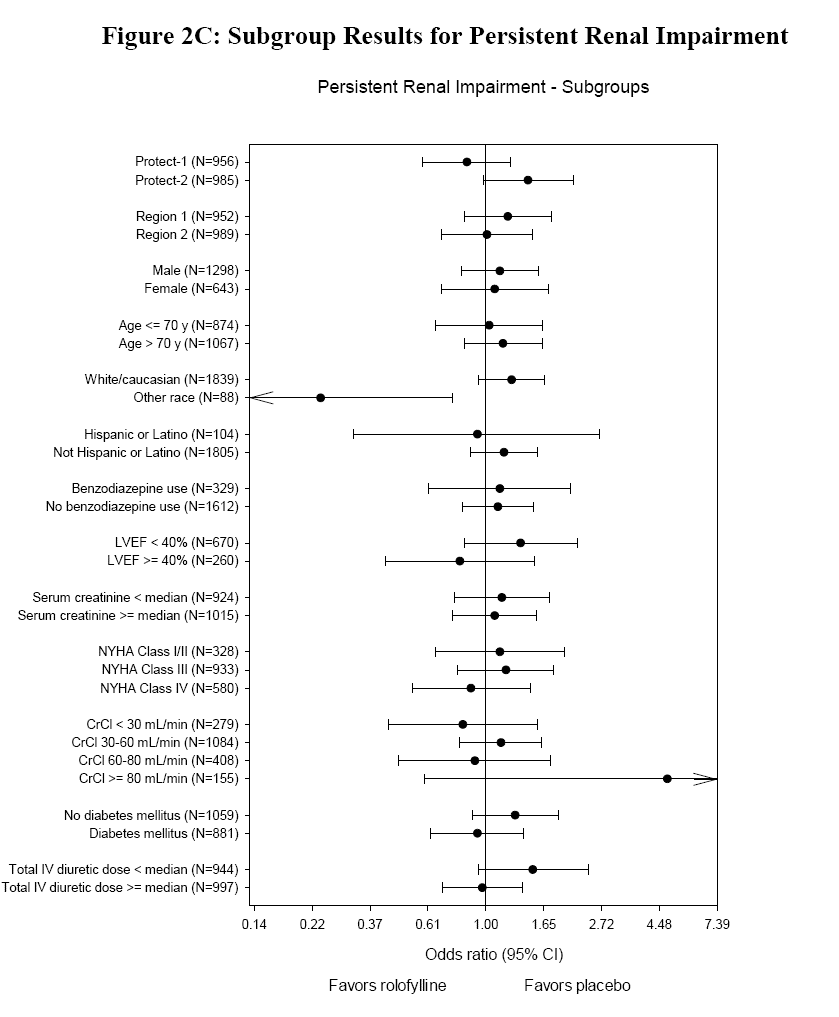 Figure 2C: Subgroup Results for Persistent Renal Impairment
Persistent Renal Impairment - Subgroups
Protect-1 (N=956)
Protect-2 (N=985)
Region 1 (N=952)
Region 2 (N=989)
Male (N=1298)
Female (N=643)
Age <= 70 y (N=874)
Age > 70 y (N=1067)
White/caucasian (N=1839)
Other race (N=88)
Hispanic or Latino (N=104)
Not Hispanic or Latino (N=1805)
Benzodiazepine use (N=329)
No benzodiazepine use (N=1612)
LVEF < 40% (N=670)
LVEF >= 40% (N=260)
Serum creatinine < median (N=924)
Serum creatinine >= median (N=1015)
NYHA Class I/II (N=328)
NYHA Class III (N=933)
NYHA Class IV (N=580)
CrCl < 30 mL/min (N=279)
CrCl 30-60 mL/min (N=1084)
CrCl 60-80 mL/min (N=408)
CrCl >= 80 mL/min (N=155)
No diabetes mellitus (N=1059)
Diabetes mellitus (N=881)
Total IV diuretic dose < median (N=944)
Total IV diuretic dose >= median (N=997)
0.14 0.22 0.37 0.61 1.00 1.65 2.72 4.48 7.39
Odds ratio (95% CI)
Favors rolofylline Favors placebo